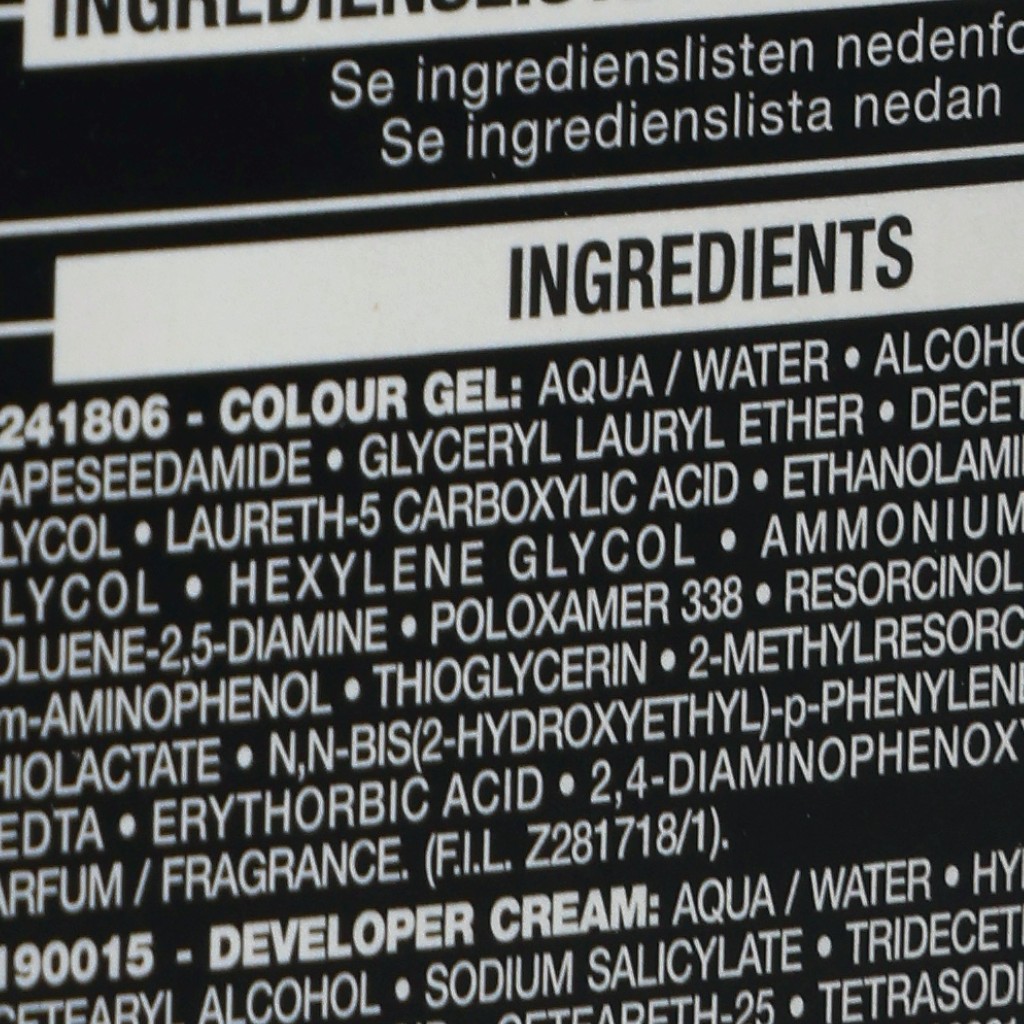 INGREDIENSLIST
Se ingredienslisten nedenfo
Se ingredienslista nedan
INGREDIENTS
241806 - COLOUR GEL: AQUA / WATER • ALCOHO
APESEEDAMIDE • GLYCERYL LAURYL ETHER • DECET
LYCOL • LAURETH-5 CARBOXYLIC ACID • ETHANOLAMI
LYCOL • HEXYLENE GLYCOL • AMMONIUM
OLUENE-2,5-DIAMINE • POLOXAMER 338 • RESORCINOL
m-AMINOPHENOL • THIOGLYCERIN • 2-METHYLRESORC
HIOLACTATE • N,N-BIS(2-HYDROXYETHYL)-p-PHENYLENE
EDTA • ERYTHORBIC ACID • 2,4-DIAMINOPHENOXY
ARFUM / FRAGRANCE. (F.I.L. Z281718/1).
190015 - DEVELOPER CREAM: AQUA / WATER • HY
CETEARYL ALCOHOL • SODIUM SALICYLATE • TRIDECET
CETEARETH-25 • TETRASODI